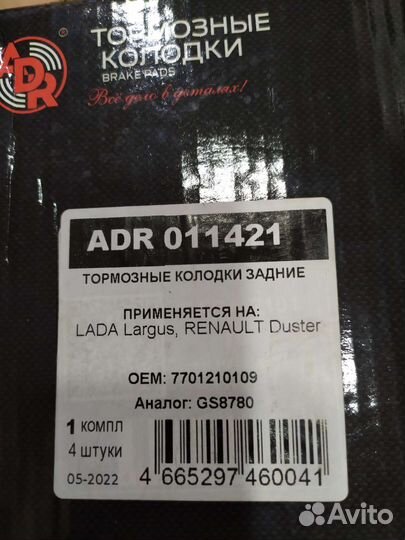 ADR
®
ТОРМОЗНЫЕ
КОЛОДКИ
BRAKE PADS
Всё дело в деталях!
ADR 011421
ТОРМОЗНЫЕ КОЛОДКИ ЗАДНИЕ
ПРИМЕНЯЕТСЯ НА:
LADA Largus, RENAULT Duster
OEM: 7701210109
Аналог: GS8780
1 КОМПЛ
4 штуки
05-2022
4 665297 460041
Avito